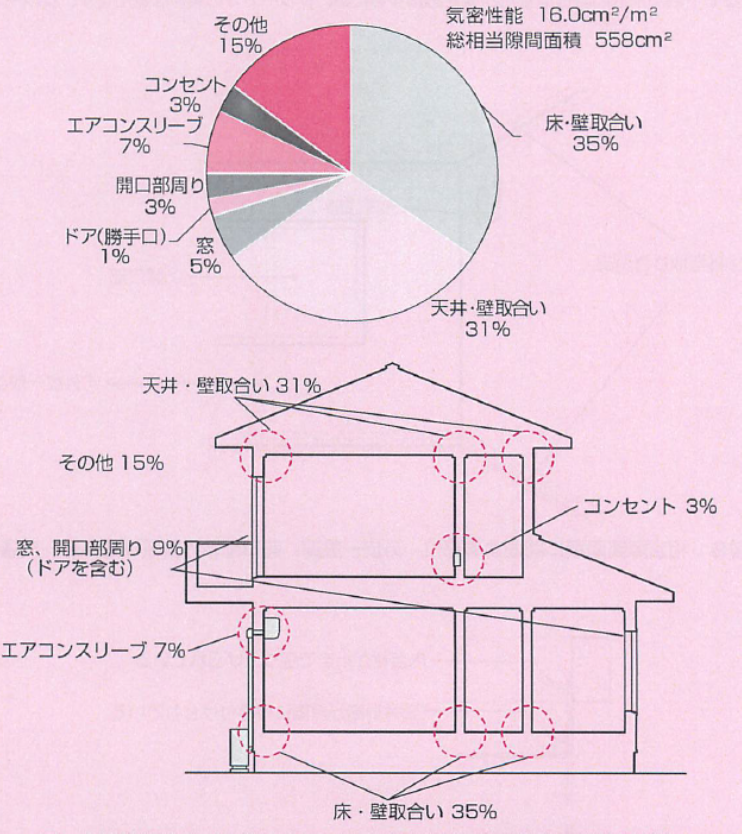 気密性能 16.0cm²/m²
総相当隙間面積 558cm²
その他
15%
コンセント
3%
エアコンスリーブ
7%
開口部周り
3%
ドア(勝手口)
1%
窓
5%
床・壁取合い
35%
天井・壁取合い
31%
天井・壁取合い 31%
その他 15%
コンセント 3%
窓、開口部周り 9%
(ドアを含む)
エアコンスリーブ 7%
床・壁取合い 35%